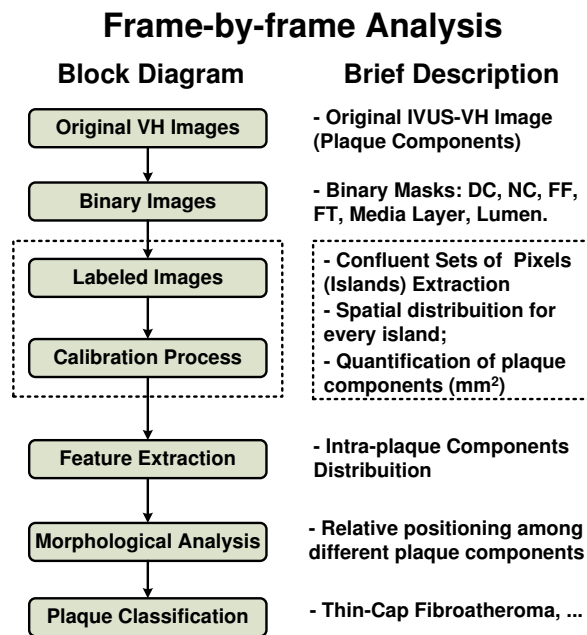 Frame-by-frame Analysis
Block Diagram
Brief Description
Original VH Images
- Original IVUS-VH Image
(Plaque Components)
Binary Images
- Binary Masks: DC, NC, FF,
FT, Media Layer, Lumen.
Labeled Images
- Confluent Sets of Pixels
(Islands) Extraction
- Spatial distribuition for
every island;
Calibration Process
- Quantification of plaque
components (mm²)
Feature Extraction
- Intra-plaque Components
Distribuition
Morphological Analysis
- Relative positioning among
different plaque components
Plaque Classification
- Thin-Cap Fibroatheroma, ...